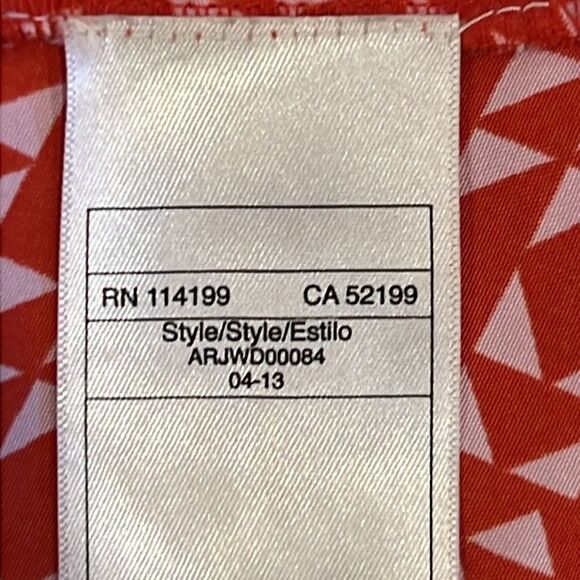 RN 114199 CA 52199
Style/Style/Estilo
ARJWD00084
04-13